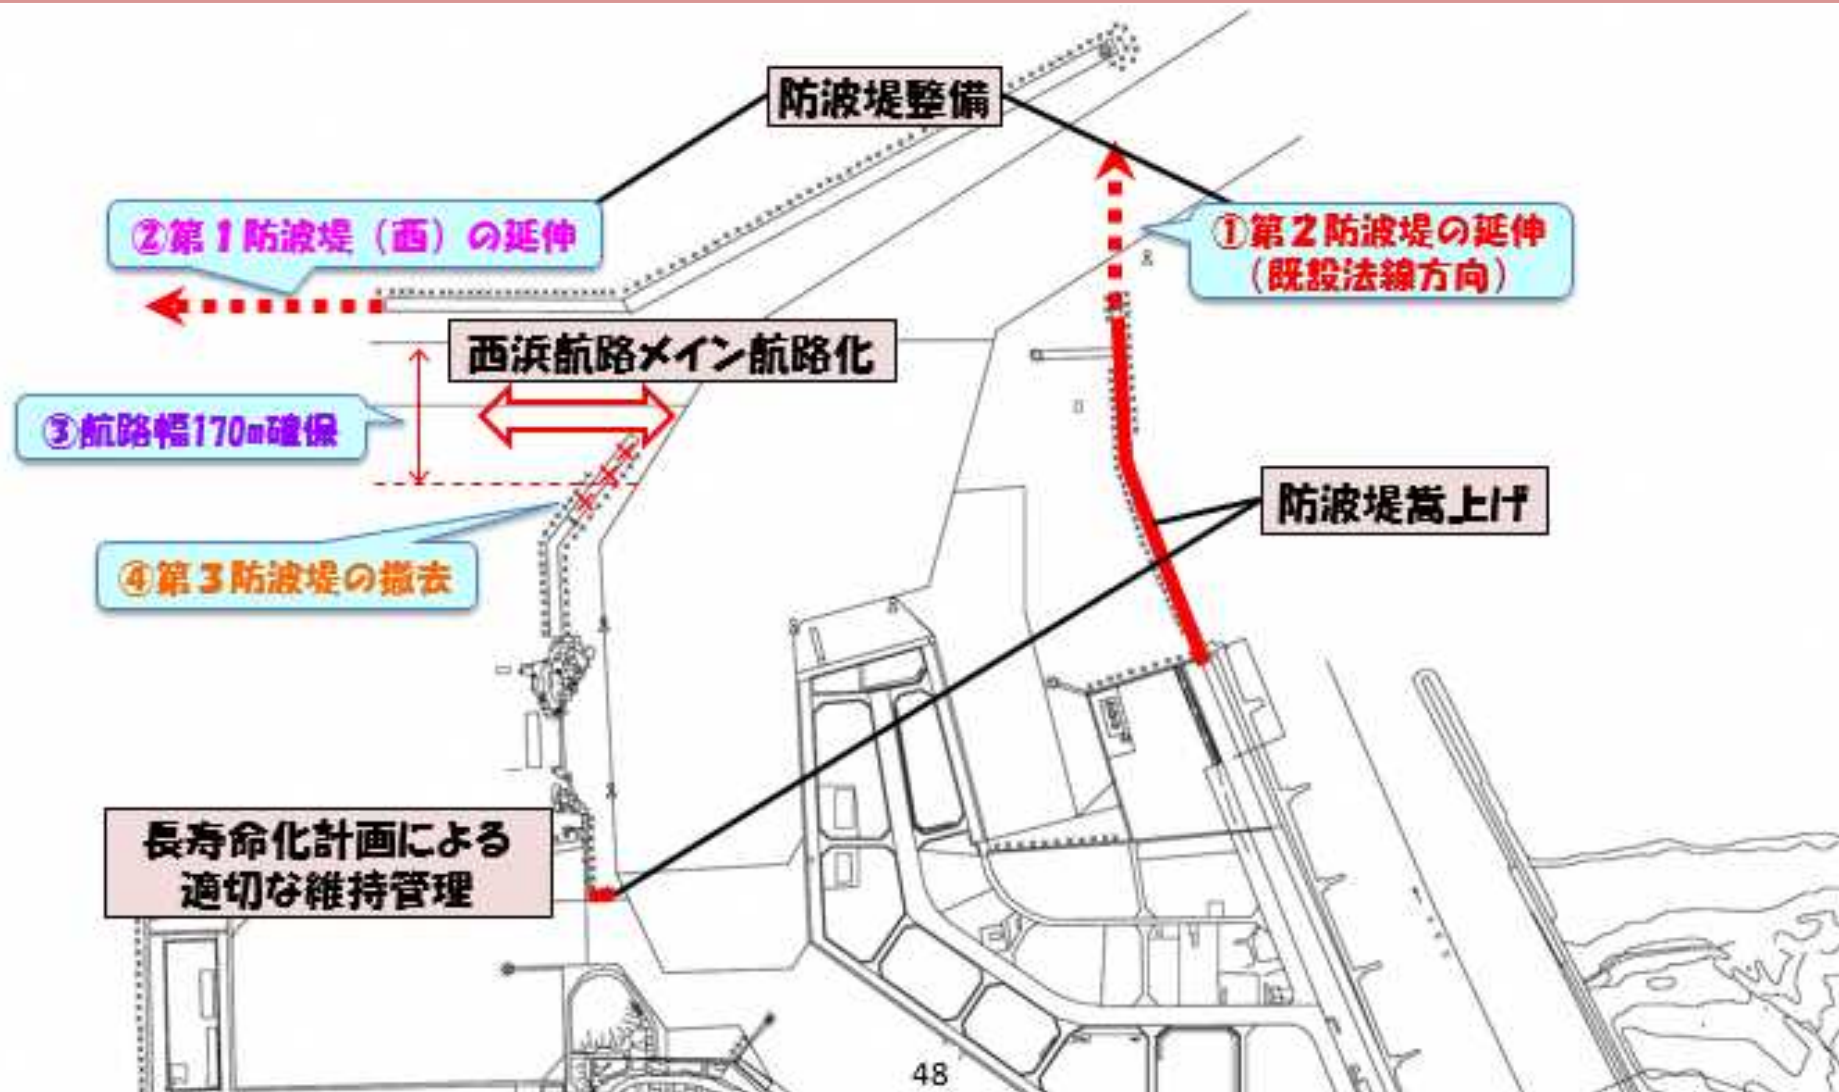 防波堤整備
②第1防波堤（西）の延伸
①第2防波堤の延伸
（既設法線方向）
西浜航路メイン航路化
③航路幅170m確保
防波堤嵩上げ
④第3防波堤の撤去
長寿命化計画による
適切な維持管理
48